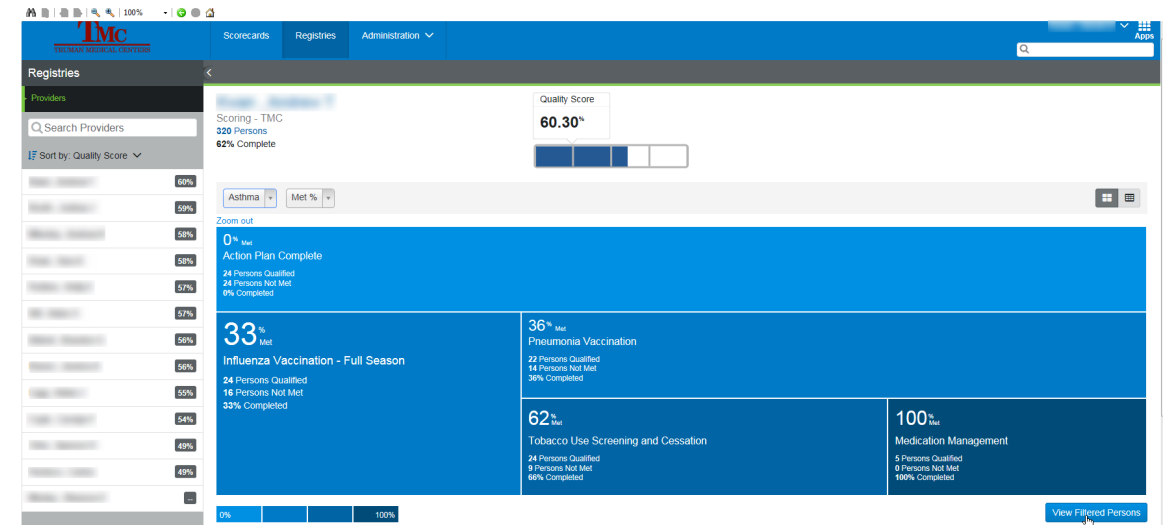 100%
TMC
TRUMAN MEDICAL CENTERS
Scorecards Registries Administration
Apps
Registries
Providers
Search Providers
Sort by: Quality Score
60%
59%
58%
58%
57%
57%
56%
56%
55%
54%
49%
49%
...
Scoring - TMC
320 Persons
62% Complete
Quality Score
60.30%
Asthma Met %
Zoom out
0% Met
Action Plan Complete
24 Persons Qualified
24 Persons Not Met
0% Completed
33% Met
Influenza Vaccination - Full Season
24 Persons Qualified
16 Persons Not Met
33% Completed
36% Met
Pneumonia Vaccination
22 Persons Qualified
14 Persons Not Met
36% Completed
62% Met
Tobacco Use Screening and Cessation
24 Persons Qualified
9 Persons Not Met
66% Completed
100% Met
Medication Management
5 Persons Qualified
0 Persons Not Met
100% Completed
0% 100%
View Filtered Persons